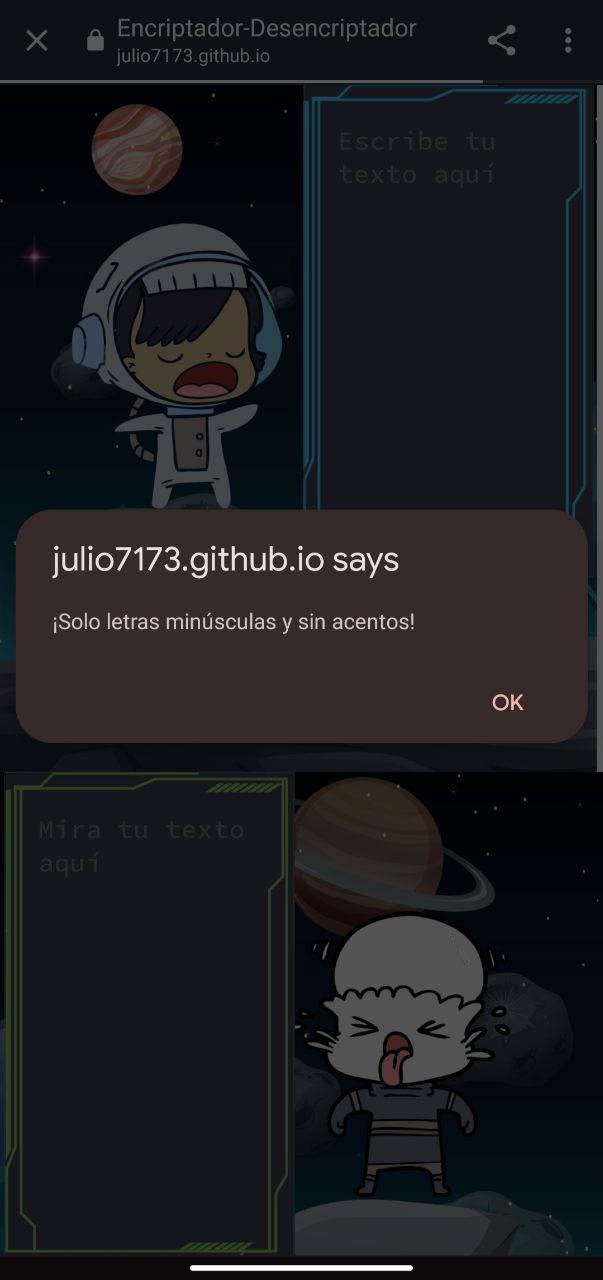 Encriptador-Desencriptador
julio7173.github.io
Escribe tu
texto aquí
julio7173.github.io says
¡Solo letras minúsculas y sin acentos!
OK
Mira tu texto
aquí